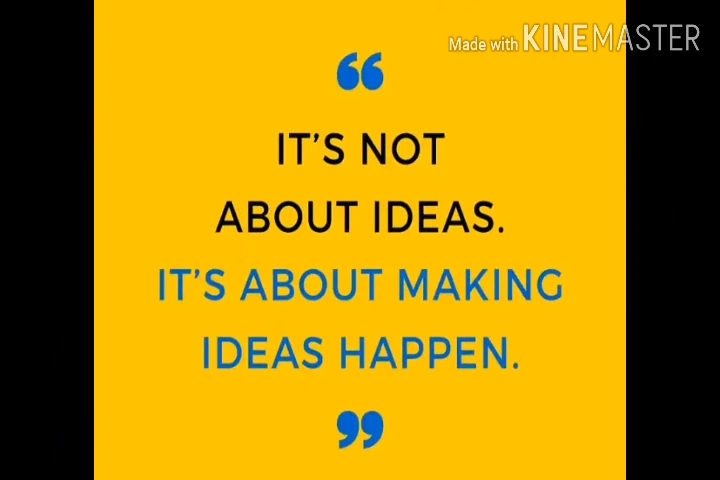 Made with KINEMASTER
“
IT’S NOT
ABOUT IDEAS.
IT’S ABOUT MAKING
IDEAS HAPPEN.
”